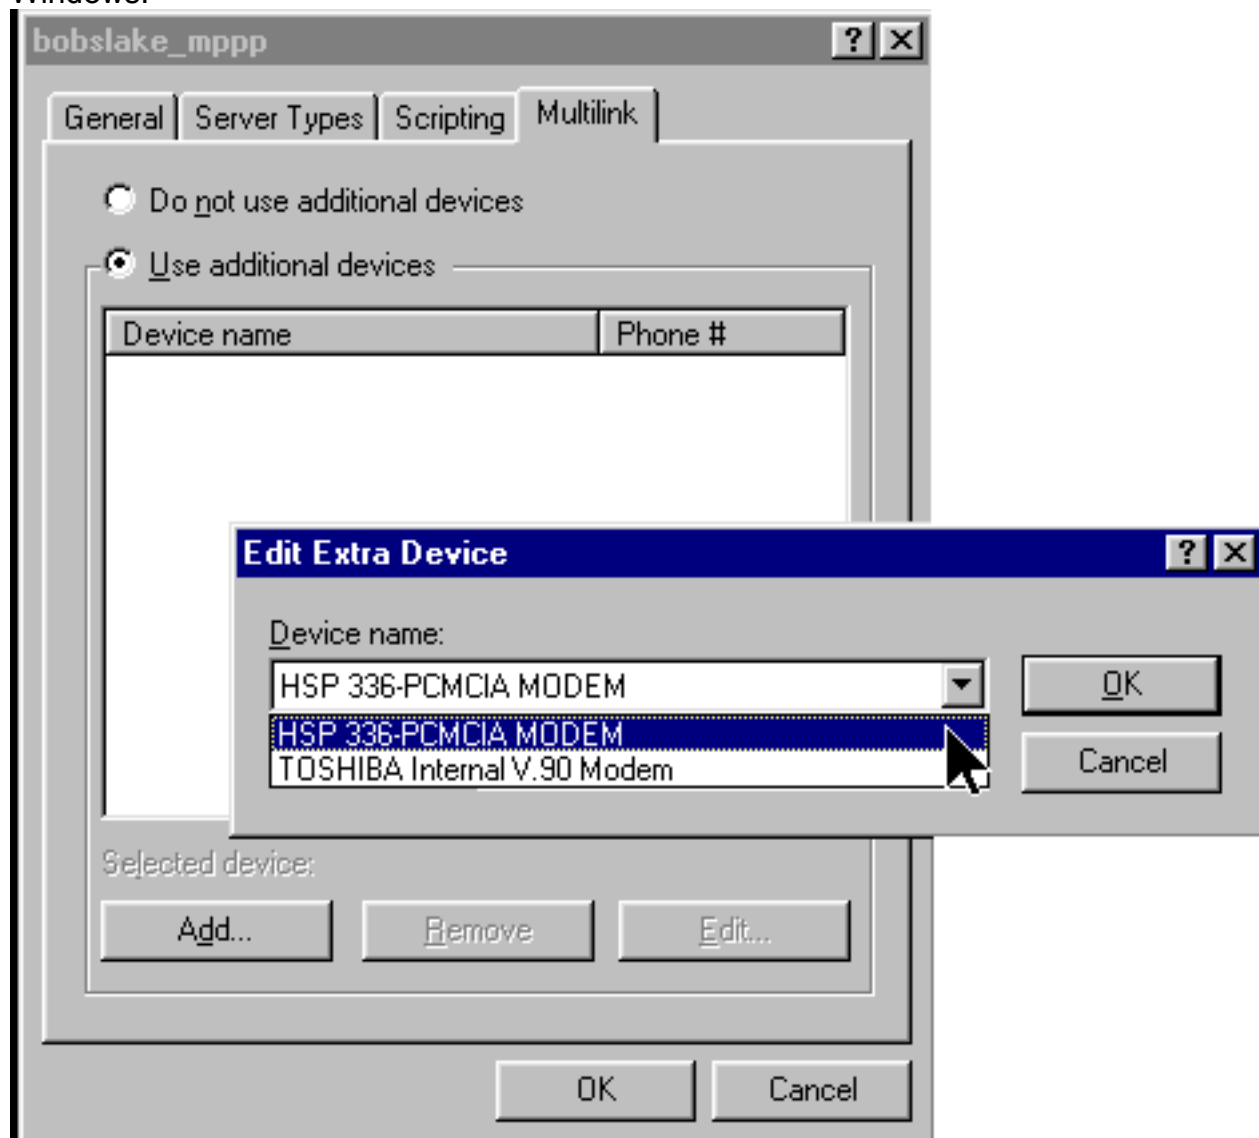 Windows.
bobslake_mppp
General Server Types Scripting Multilink
Do not use additional devices
Use additional devices
Device name Phone #
Edit Extra Device
Device name:
HSP 336-PCMCIA MODEM
OK
HSP 336-PCMCIA MODEM
TOSHIBA Internal V.90 Modem
Cancel
Selected device:
Add... Remove Edit...
OK Cancel